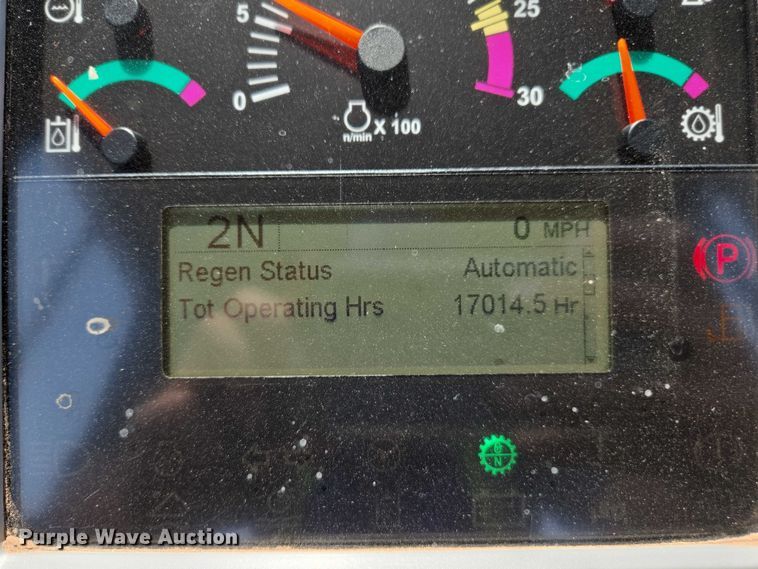 5
25
0
30
n/min X 100
2N 0 MPH
Regen Status Automatic
Tot Operating Hrs 17014.5 Hr
P
N
Purple Wave Auction